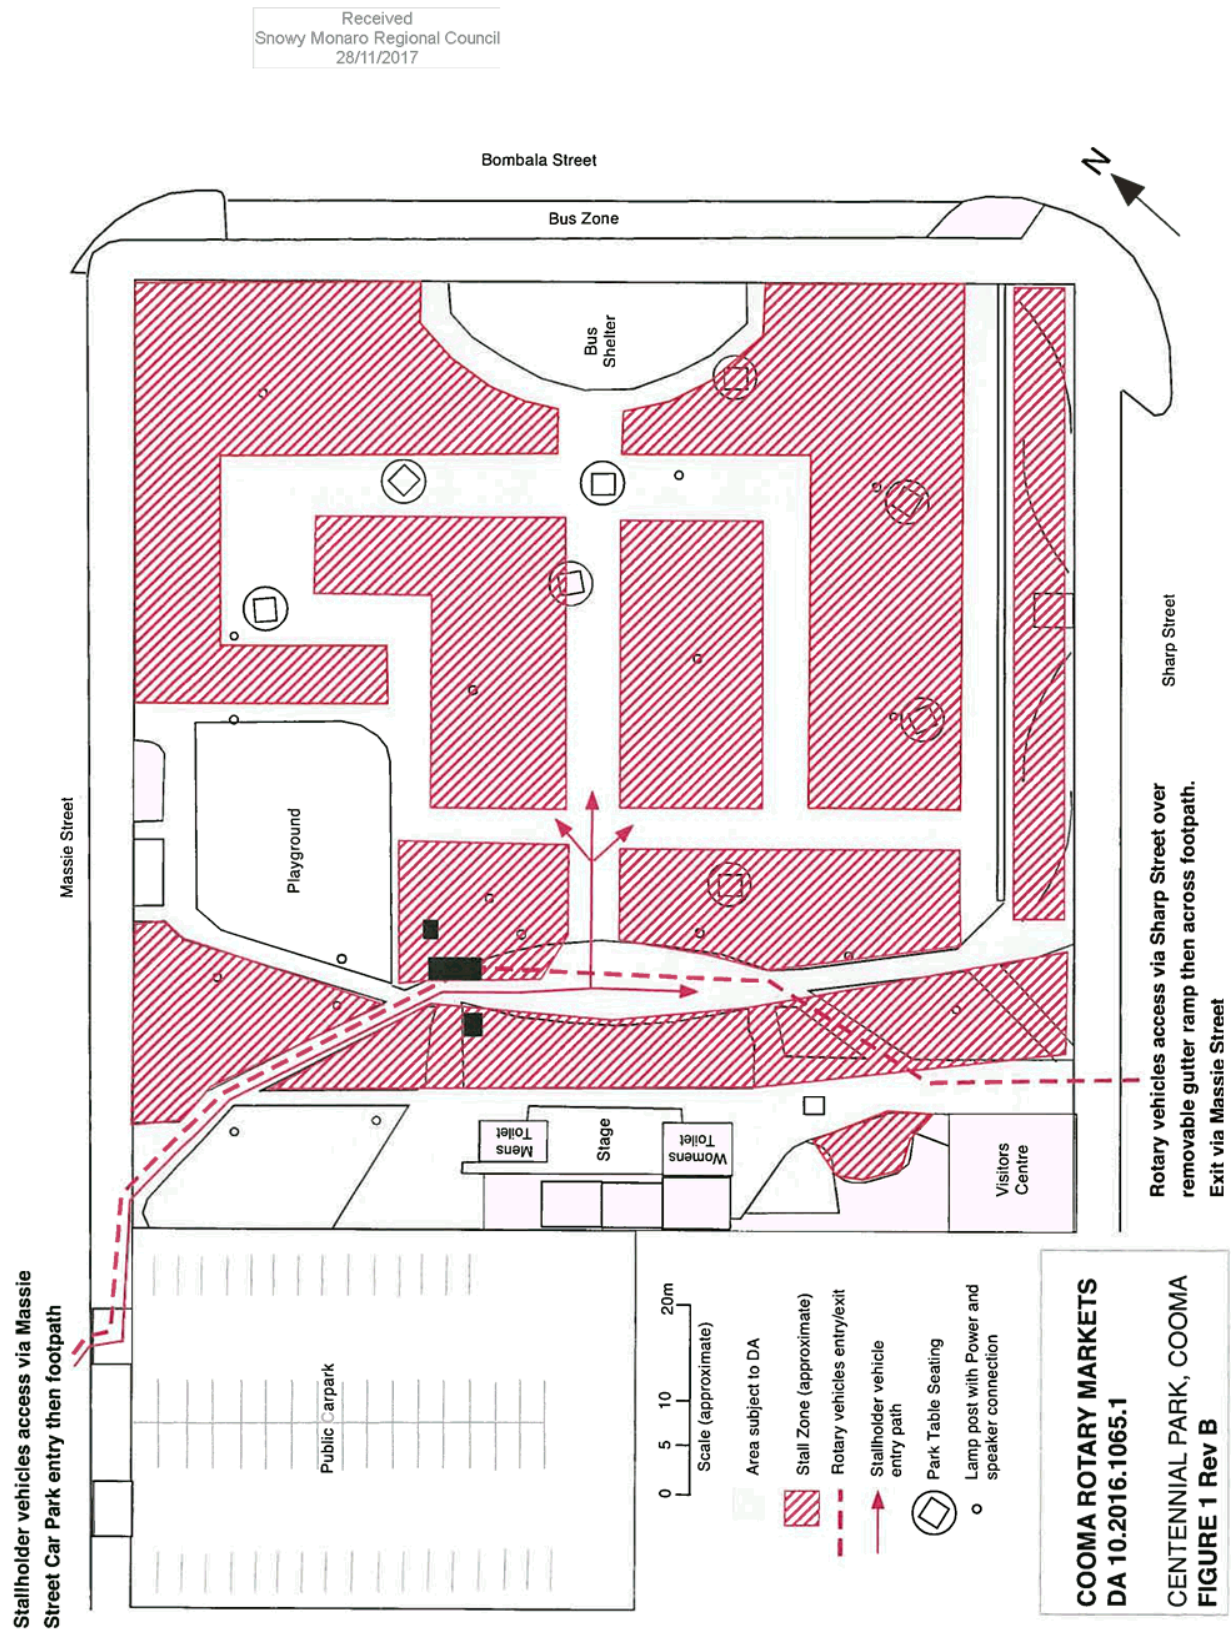 Received
Snowy Monaro Regional Council
28/11/2017
Bombala Street
Bus Zone
N
Bus
Shelter
Sharp Street
Massie Street
Playground
Mens
Toilet
Stage
Womens
Toilet
Visitors
Centre
Rotary vehicles access via Sharp Street over
removable gutter ramp then across footpath.
Exit via Massie Street
Stallholder vehicles access via Massie
Street Car Park entry then footpath
Public Carpark
0 5 10 20m
Scale (approximate)
Area subject to DA
Stall Zone (approximate)
Rotary vehicles entry/exit
Stallholder vehicle
entry path
Park Table Seating
Lamp post with Power and
speaker connection
COOMA ROTARY MARKETS
DA 10.2016.1065.1
CENTENNIAL PARK, COOMA
FIGURE 1 Rev B